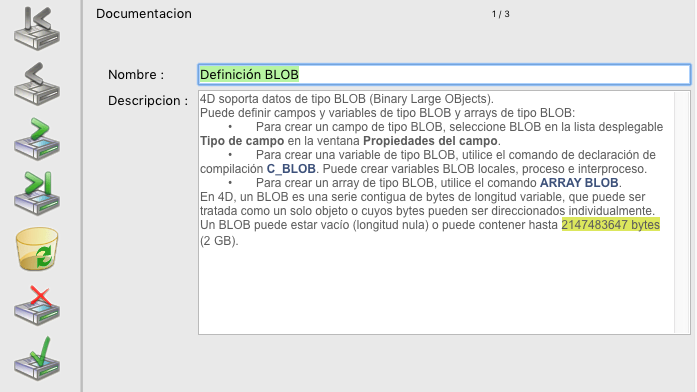 Documentacion 1 / 3
Nombre : Definición BLOB
Descripcion : 4D soporta datos de tipo BLOB (Binary Large OBjects).
Puede definir campos y variables de tipo BLOB y arrays de tipo BLOB:
• Para crear un campo de tipo BLOB, seleccione BLOB en la lista desplegable
Tipo de campo en la ventana Propiedades del campo.
• Para crear una variable de tipo BLOB, utilice el comando de declaración de
compilación C_BLOB. Puede crear variables BLOB locales, proceso e interproceso.
• Para crear un array de tipo BLOB, utilice el comando ARRAY BLOB.
En 4D, un BLOB es una serie contigua de bytes de longitud variable, que puede ser
tratada como un solo objeto o cuyos bytes pueden ser direccionados individualmente.
Un BLOB puede estar vacío (longitud nula) o puede contener hasta 2147483647 bytes
(2 GB).